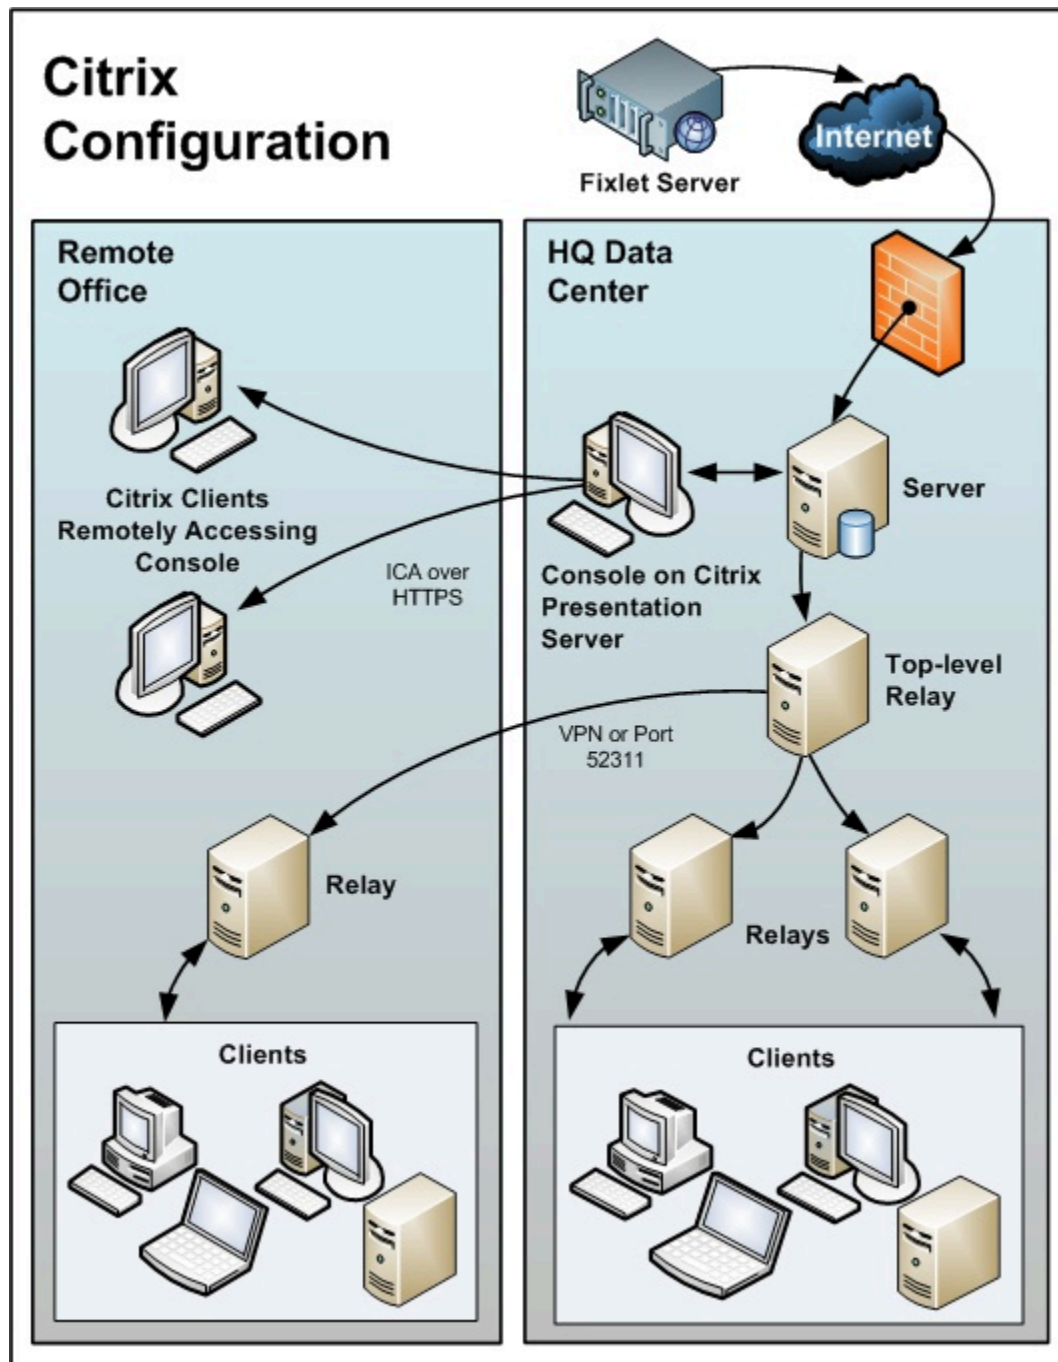 Citrix
Configuration
Fixlet Server
Internet
Remote
Office
HQ Data
Center
Citrix Clients
Remotely Accessing
Console
ICA over
HTTPS
Console on Citrix
Presentation
Server
Server
Top-level
Relay
VPN or Port
52311
Relay
Relays
Clients
Clients